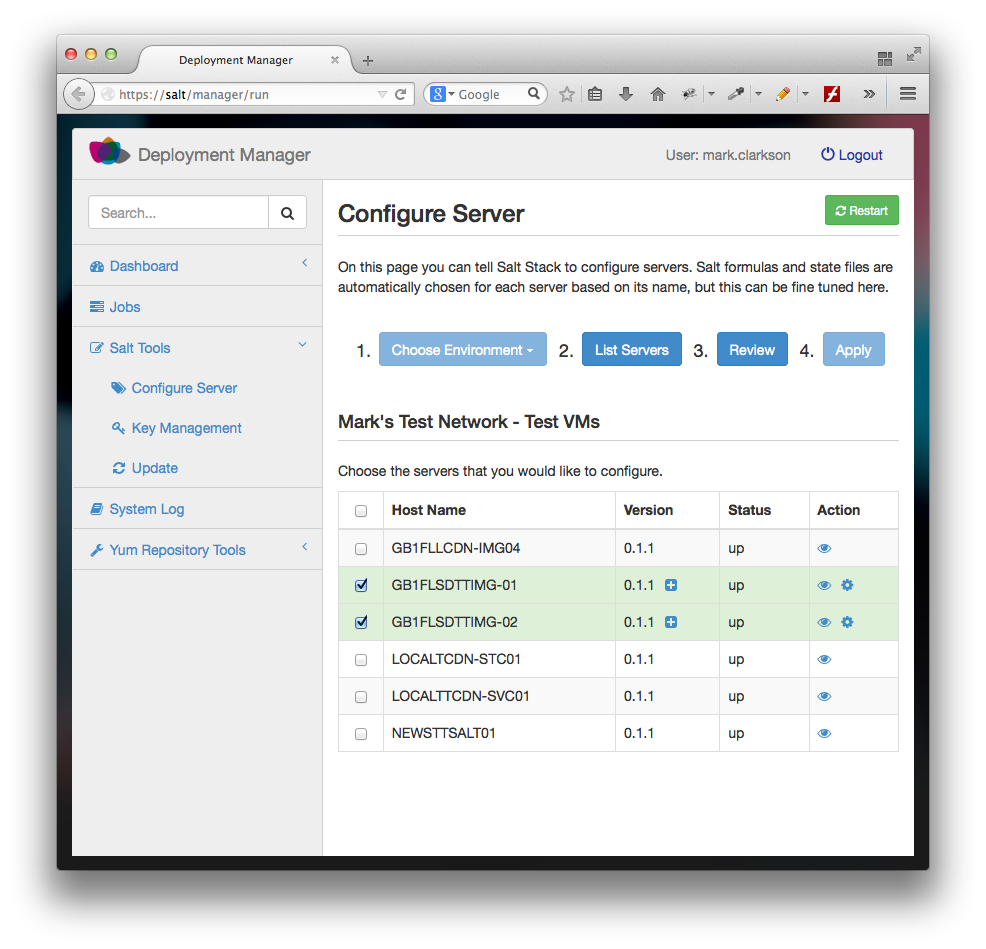 Deployment Manager
https://salt/manager/run
Google
Deployment Manager
User: mark.clarkson
Logout
Search...
Dashboard
Jobs
Salt Tools
Configure Server
Key Management
Update
System Log
Yum Repository Tools
Configure Server
Restart
On this page you can tell Salt Stack to configure servers. Salt formulas and state files are
automatically chosen for each server based on its name, but this can be fine tuned here.
1. Choose Environment 2. List Servers 3. Review 4. Apply
Mark's Test Network - Test VMs
Choose the servers that you would like to configure.
Host Name Version Status Action
GB1FLLCDN-IMG04 0.1.1 up
GB1FLSDTTIMG-01 0.1.1 up
GB1FLSDTTIMG-02 0.1.1 up
LOCALTCDN-STC01 0.1.1 up
LOCALTTCDN-SVC01 0.1.1 up
NEWSTTSALT01 0.1.1 up